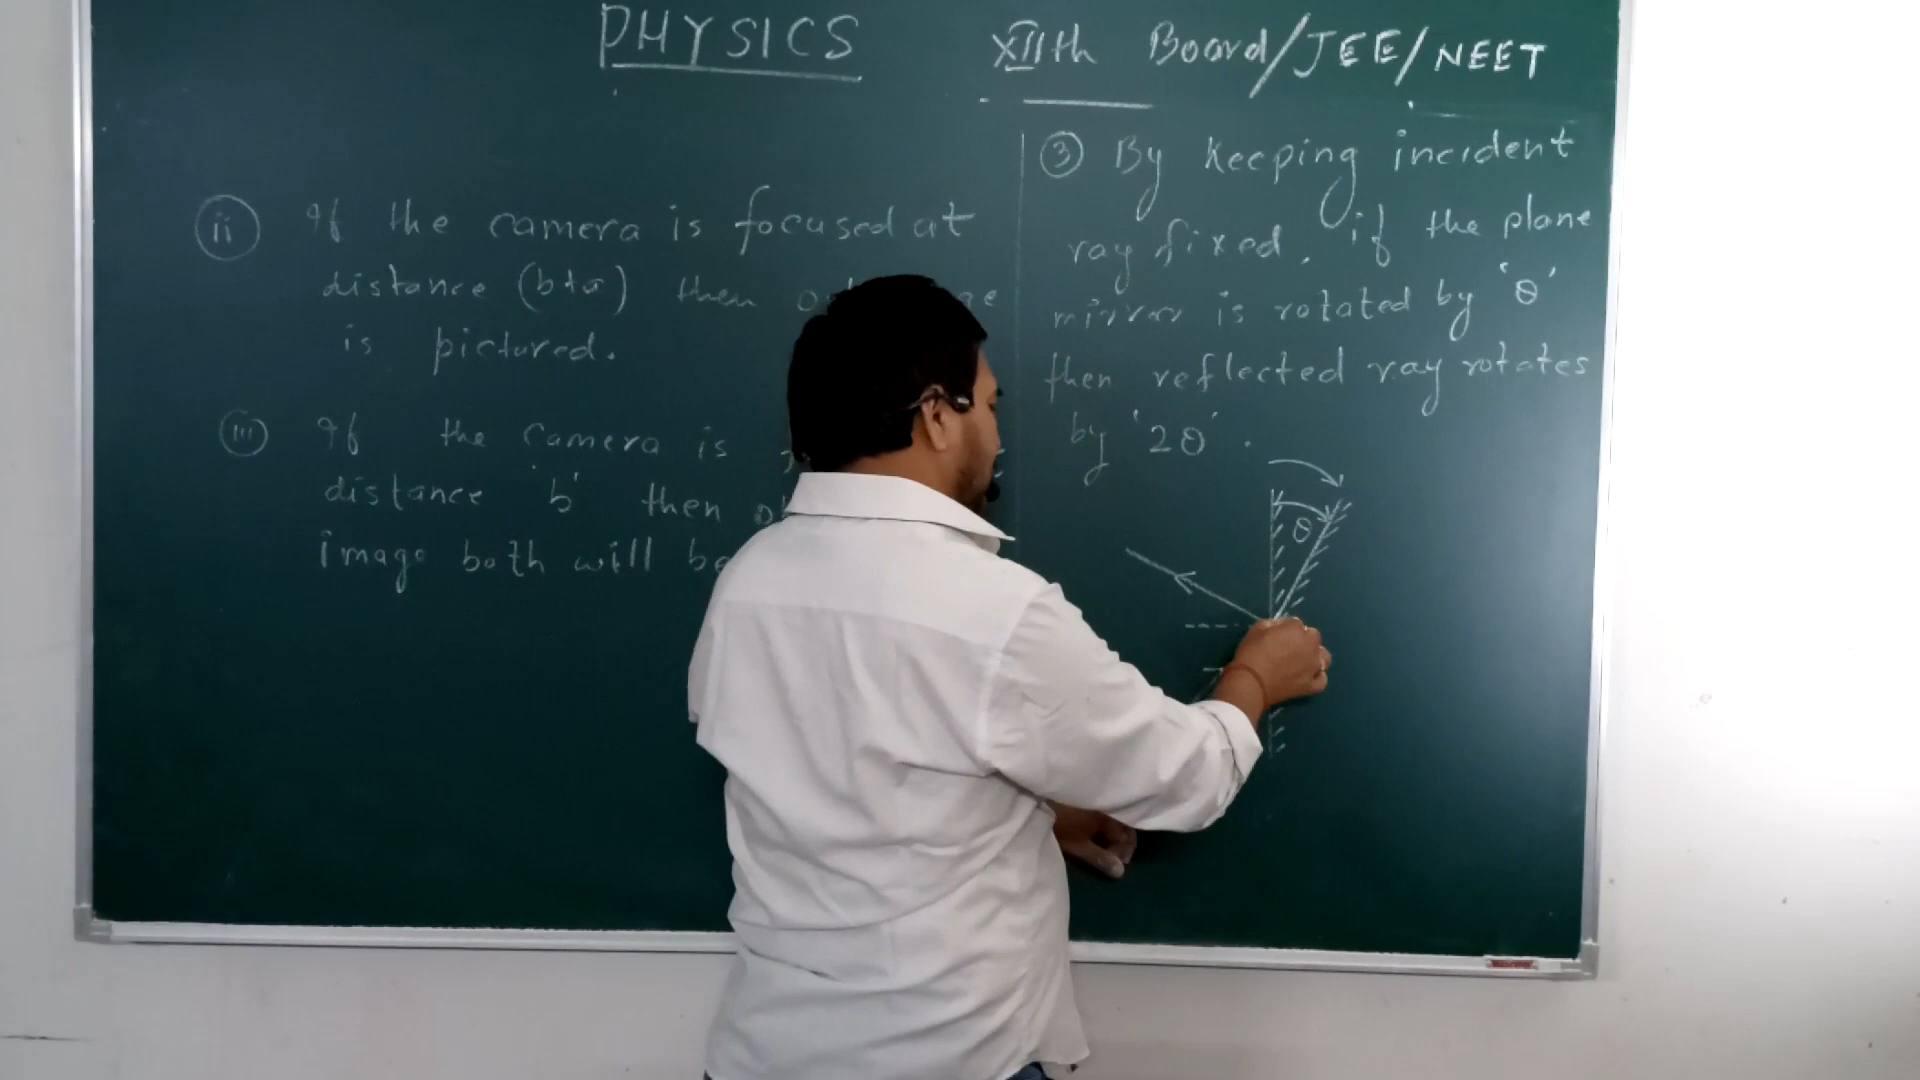 PHYSICS
XIIth Board/JEE/NEET
ii If the camera is focused at
distance (b+a) then
is pictured.
iii If the camera is
distance 'b' then
image both will be
3 By keeping incident
ray fixed, if the plane
mirror is rotated by 'θ'
then reflected ray rotates
by '2θ'.
θ